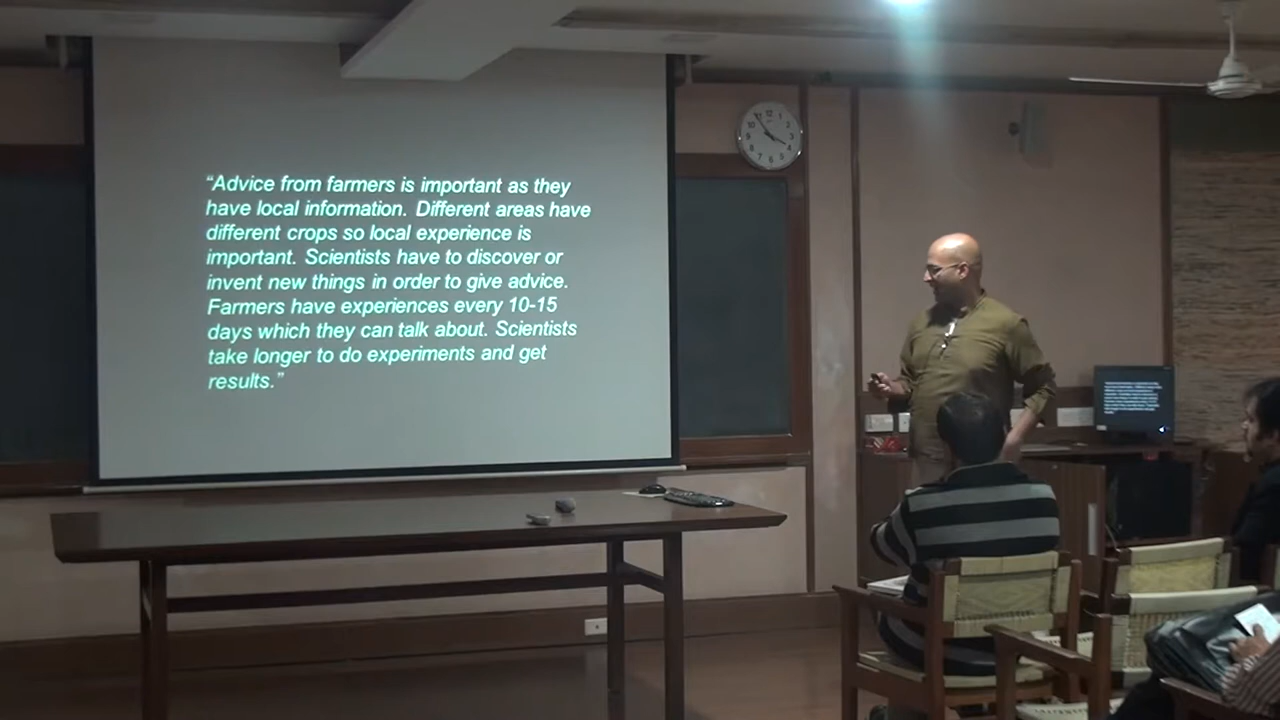 “Advice from farmers is important as they
have local information. Different areas have
different crops so local experience is
important. Scientists have to discover or
invent new things in order to give advice.
Farmers have experiences every 10-15
days which they can talk about. Scientists
take longer to do experiments and get
results.”